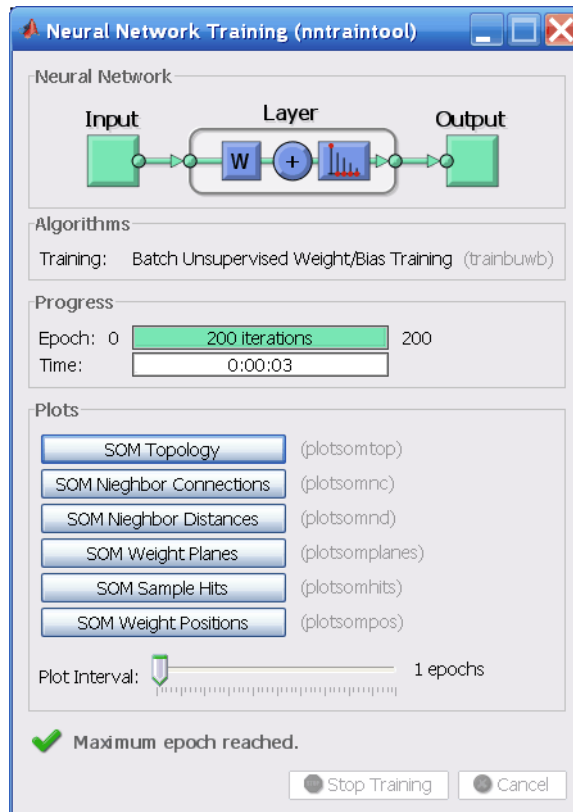 Neural Network Training (nntraintool)
Neural Network
Input
Layer
Output
W
+
Algorithms
Training: Batch Unsupervised Weight/Bias Training (trainbuwb)
Progress
Epoch: 0 200 iterations 200
Time: 0:00:03
Plots
SOM Topology (plotsomtop)
SOM Nieghbor Connections (plotsomnc)
SOM Nieghbor Distances (plotsomnd)
SOM Weight Planes (plotsomplanes)
SOM Sample Hits (plotsomhits)
SOM Weight Positions (plotsompos)
Plot Interval: 1 epochs
Maximum epoch reached.
Stop Training Cancel